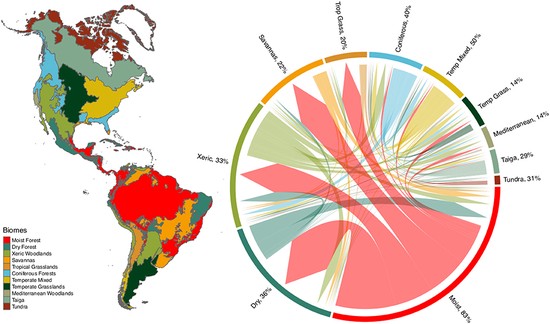 Biomes
Moist Forest
Dry Forest
Xeric Woodlands
Savannas
Tropical Grasslands
Coniferous Forests
Temperate Mixed
Temperate Grasslands
Mediterranean Woodlands
Taiga
Tundra
Savannas, 22%
Trop Grass, 20%
Coniferous, 40%
Temp Mixed, 50%
Temp Grass, 14%
Mediterranean, 14%
Taiga, 29%
Tundra, 31%
Moist, 83%
Dry, 36%
Xeric, 33%